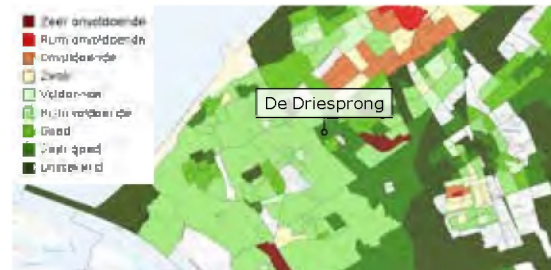 Zeer onvoldoende
Ruim onvoldoende
Onvoldoende
Zwak
Voldoende
Ruim voldoende
Goed
Zeer goed
Uitstekend
De Driesprong